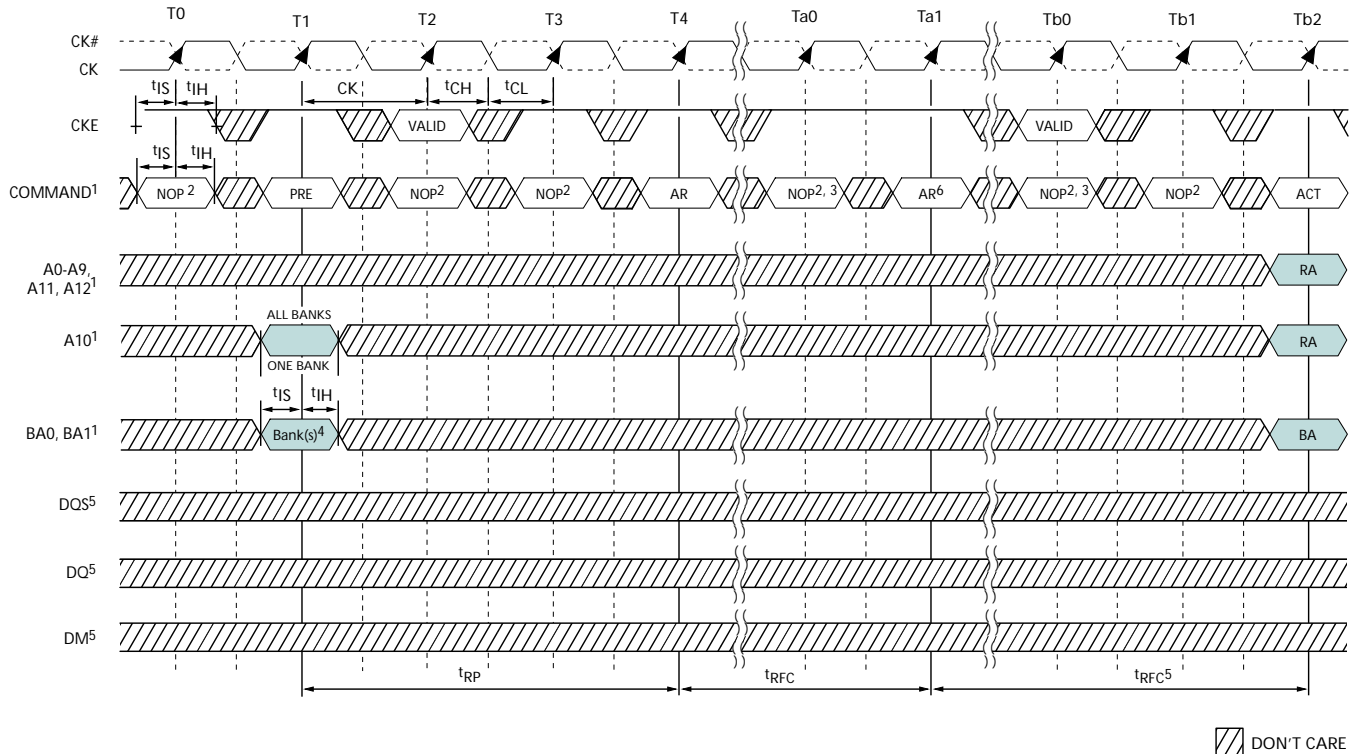 T0 T1 T2 T3 T4 Ta0 Ta1 Tb0 Tb1 Tb2
CK#
CK
tIS tIH CK tCH tCL
CKE VALID VALID
tIS tIH
COMMAND1 NOP 2 PRE NOP2 NOP2 AR NOP2, 3 AR6 NOP2, 3 NOP2 ACT
A0-A9,
A11, A121 RA
ALL BANKS
A101 RA
ONE BANK
tIS tIH
BA0, BA11 Bank(s)4 BA
DQS5
DQ5
DM5
tRP tRFC tRFC5
DON'T CARE